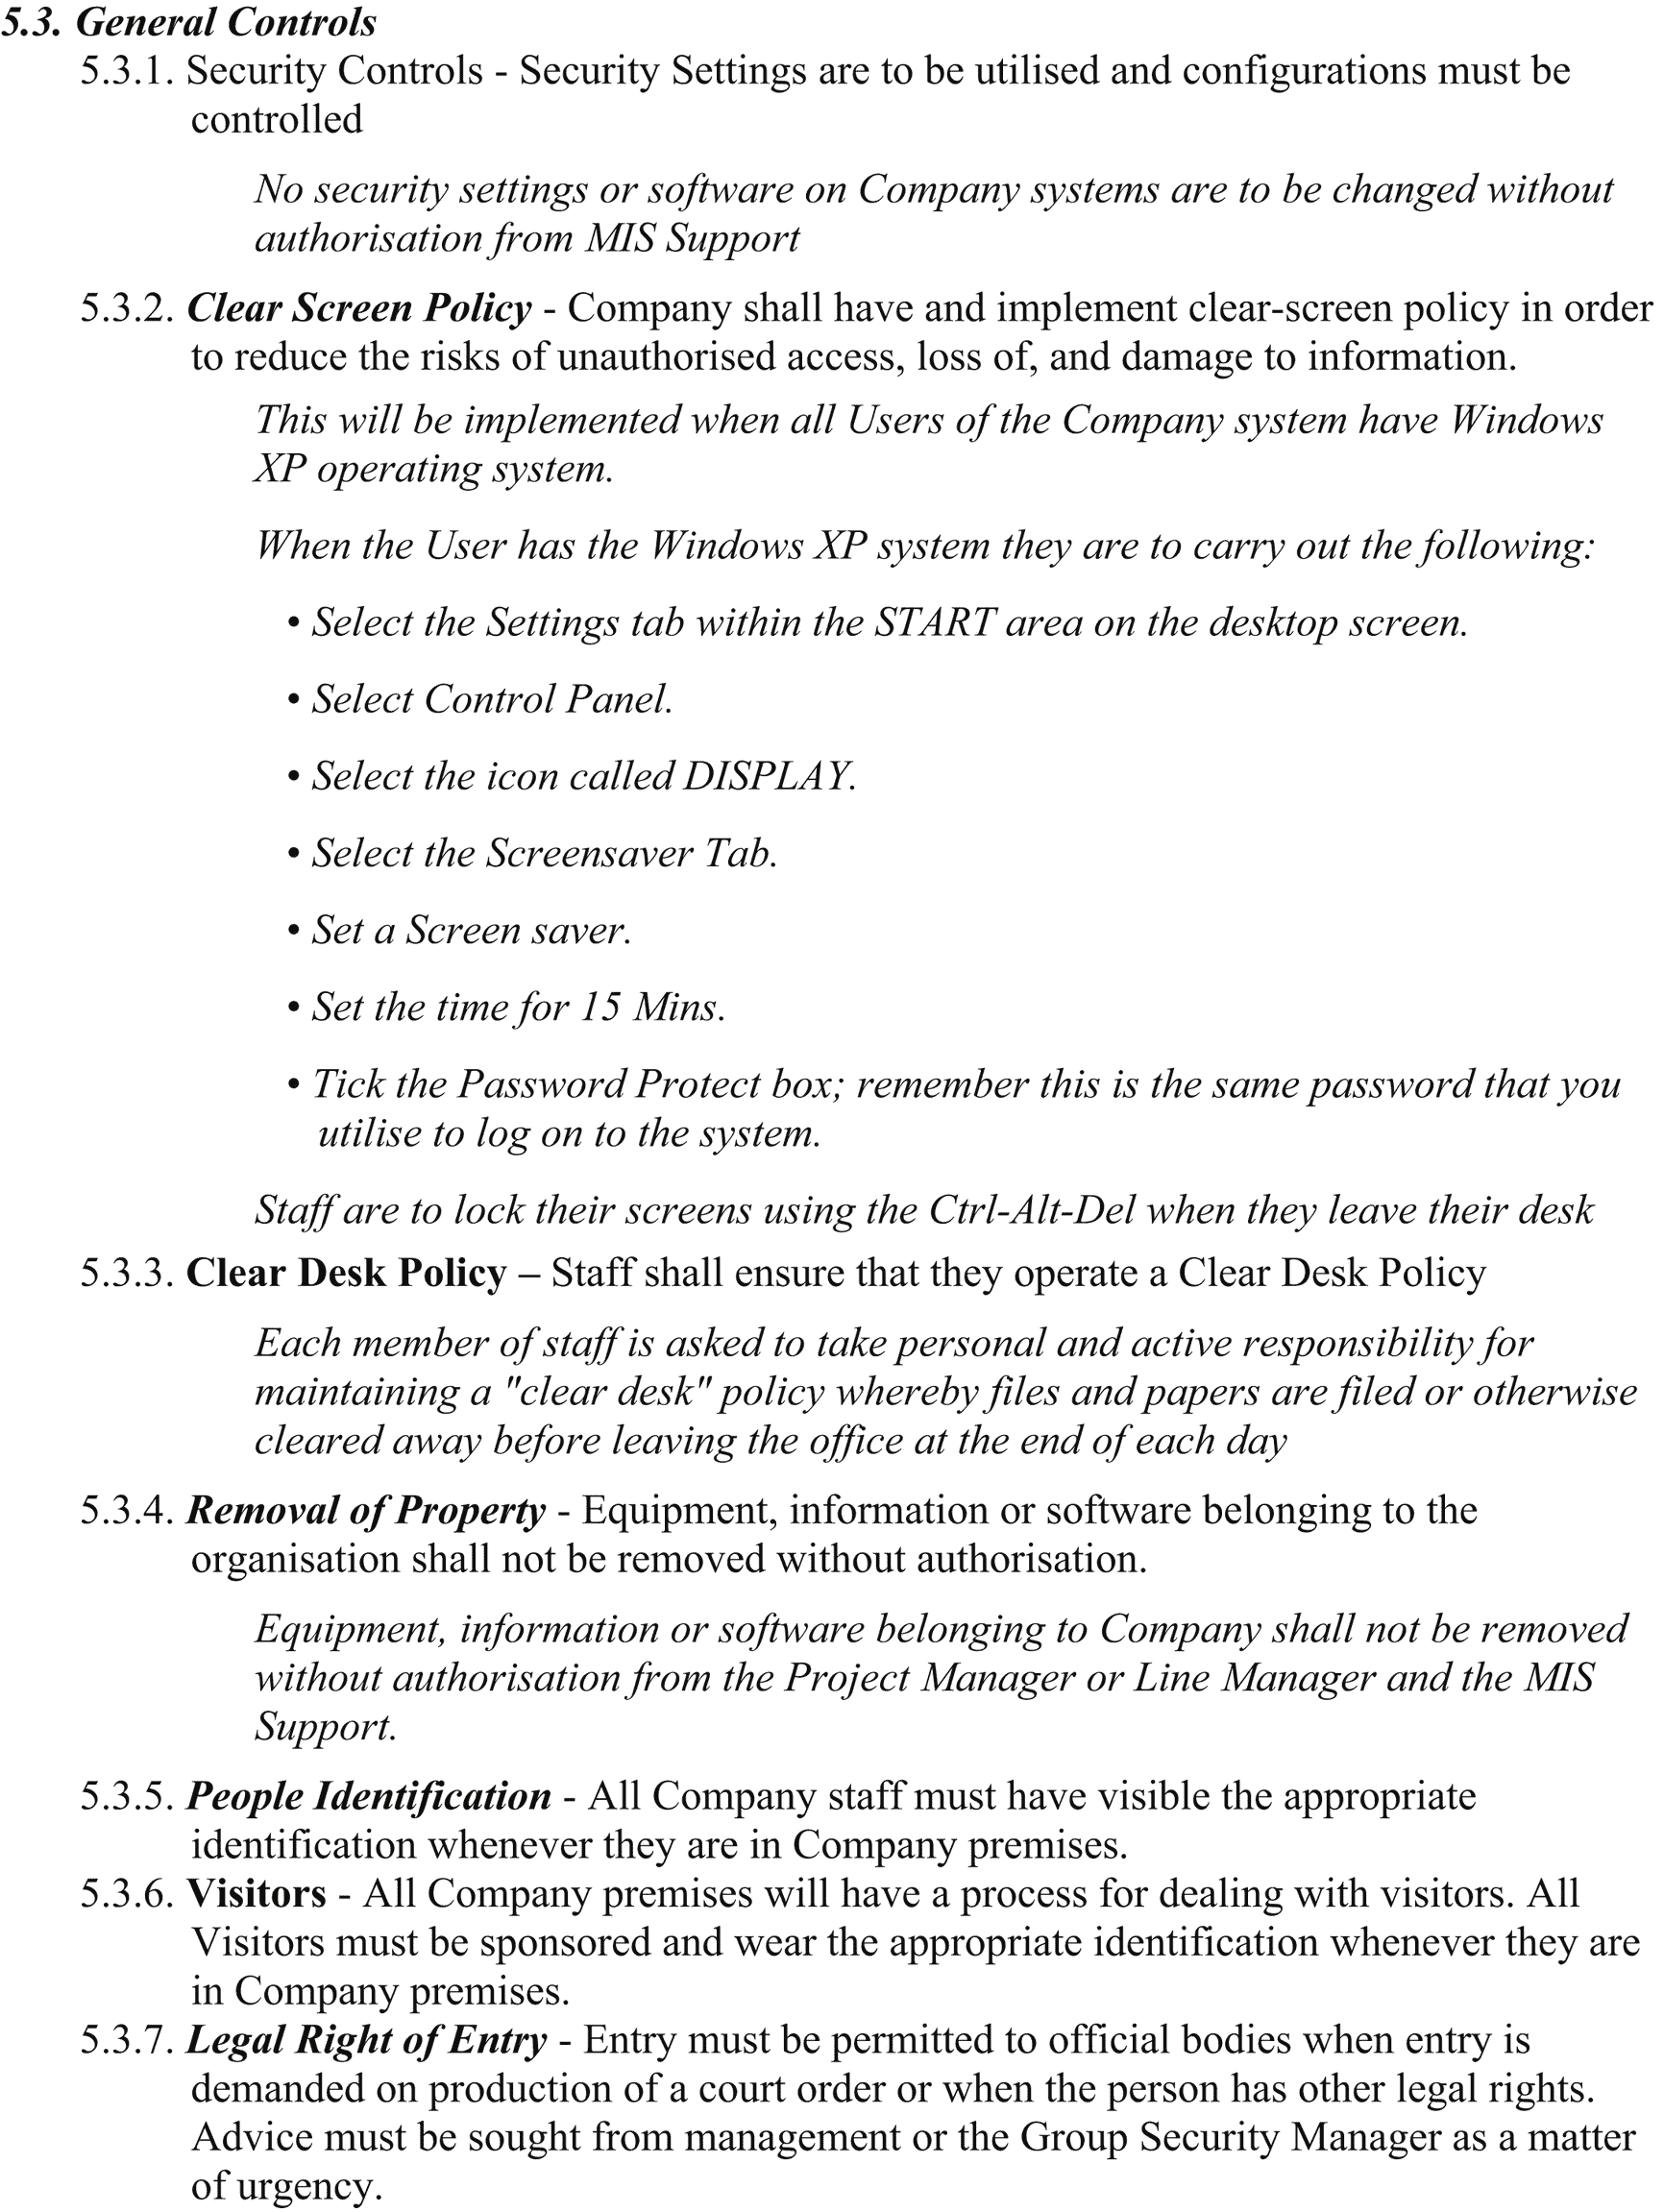 5.3. General Controls
5.3.1. Security Controls - Security Settings are to be utilised and configurations must be
controlled
No security settings or software on Company systems are to be changed without
authorisation from MIS Support
5.3.2. Clear Screen Policy - Company shall have and implement clear-screen policy in order
to reduce the risks of unauthorised access, loss of, and damage to information.
This will be implemented when all Users of the Company system have Windows
XP operating system.
When the User has the Windows XP system they are to carry out the following:
• Select the Settings tab within the START area on the desktop screen.
• Select Control Panel.
• Select the icon called DISPLAY.
• Select the Screensaver Tab.
• Set a Screen saver.
• Set the time for 15 Mins.
• Tick the Password Protect box; remember this is the same password that you
utilise to log on to the system.
Staff are to lock their screens using the Ctrl-Alt-Del when they leave their desk
5.3.3. Clear Desk Policy – Staff shall ensure that they operate a Clear Desk Policy
Each member of staff is asked to take personal and active responsibility for
maintaining a "clear desk" policy whereby files and papers are filed or otherwise
cleared away before leaving the office at the end of each day
5.3.4. Removal of Property - Equipment, information or software belonging to the
organisation shall not be removed without authorisation.
Equipment, information or software belonging to Company shall not be removed
without authorisation from the Project Manager or Line Manager and the MIS
Support.
5.3.5. People Identification - All Company staff must have visible the appropriate
identification whenever they are in Company premises.
5.3.6. Visitors - All Company premises will have a process for dealing with visitors. All
Visitors must be sponsored and wear the appropriate identification whenever they are
in Company premises.
5.3.7. Legal Right of Entry - Entry must be permitted to official bodies when entry is
demanded on production of a court order or when the person has other legal rights.
Advice must be sought from management or the Group Security Manager as a matter
of urgency.